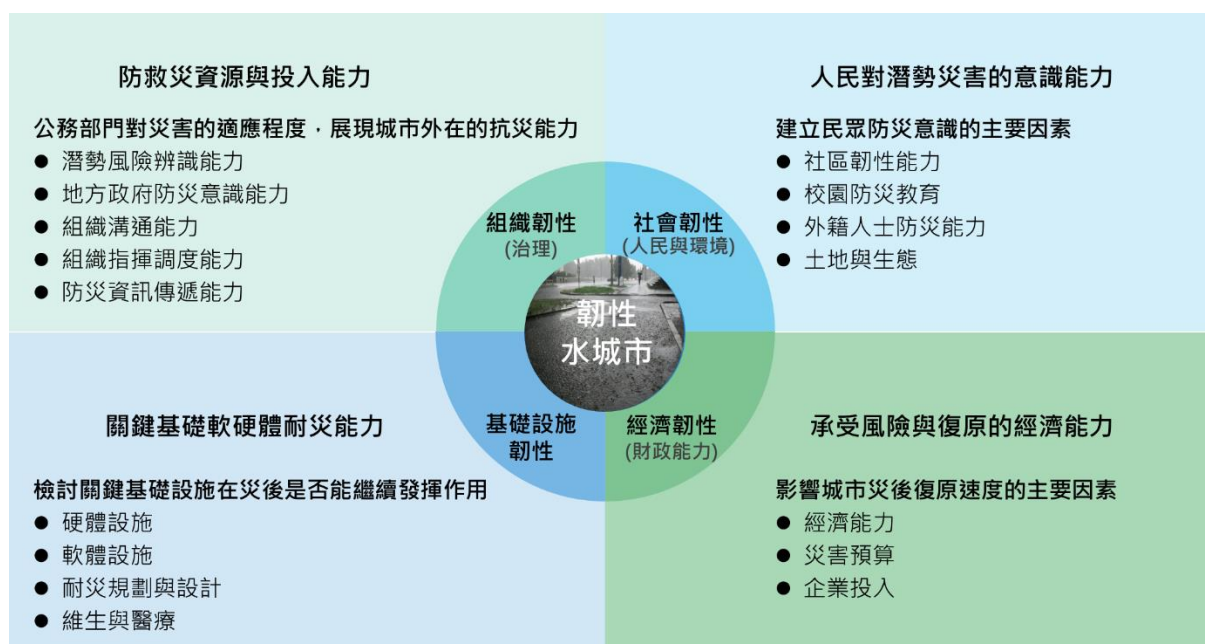 防救災資源與投入能力
公務部門對災害的適應程度，展現城市外在的抗災能力
● 潛勢風險辨識能力
● 地方政府防災意識能力
● 組織溝通能力
● 組織指揮調度能力
● 防災資訊傳遞能力
人民對潛勢災害的意識能力
建立民眾防災意識的主要因素
● 社區韌性能力
● 校園防災教育
● 外籍人士防災能力
● 土地與生態
組織韌性
(治理)
社會韌性
(人民與環境)
韌性
水城市
基礎設施
韌性
經濟韌性
(財政能力)
關鍵基礎軟硬體耐災能力
檢討關鍵基礎設施在災後是否能繼續發揮作用
● 硬體設施
● 軟體設施
● 耐災規劃與設計
● 維生與醫療
承受風險與復原的經濟能力
影響城市災後復原速度的主要因素
● 經濟能力
● 災害預算
● 企業投入